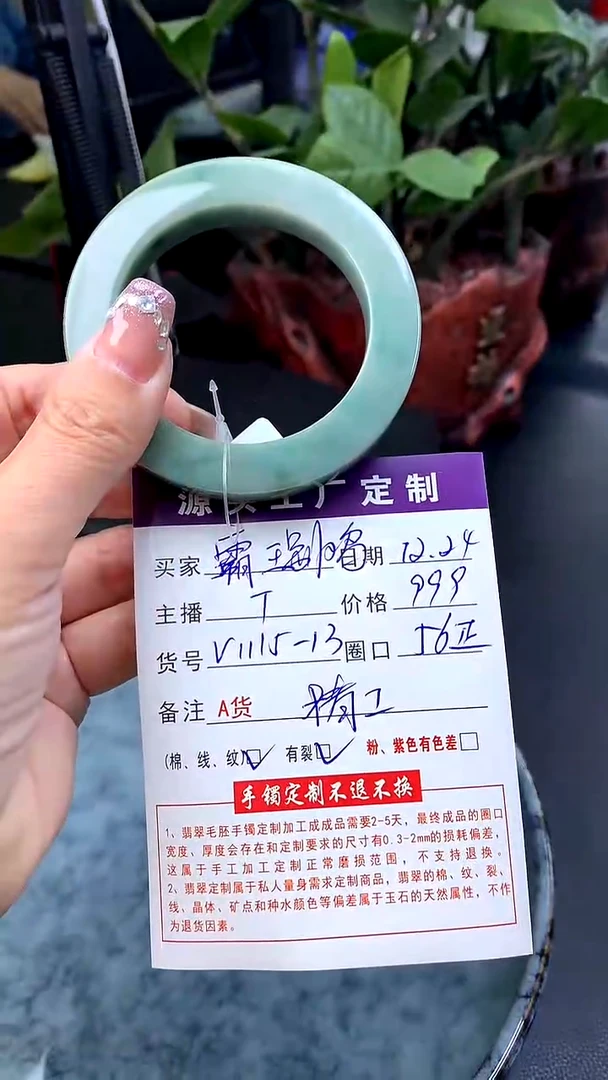 源头工厂定制
买家 霸王别 日期 12.24
主播 T 价格 999
货号 V1115-13 圈口 56正
备注 A货 精工
(棉、线、纹)☑ 有裂☑ 粉、紫色有色差☐
手镯定制不退不换
1、翡翠毛胚手镯定制加工成成品需要2-5天，最终成品的圈口
宽度、厚度会存在和定制要求的尺寸有0.3-2mm的损耗偏差，
这属于手工加工定制正常磨损范围，不支持退换。
2、翡翠定制属于私人量身需求定制商品，翡翠的棉、纹、裂、
线、晶体、矿点和种水颜色等偏差属于玉石的天然属性，不作
为退货因素。